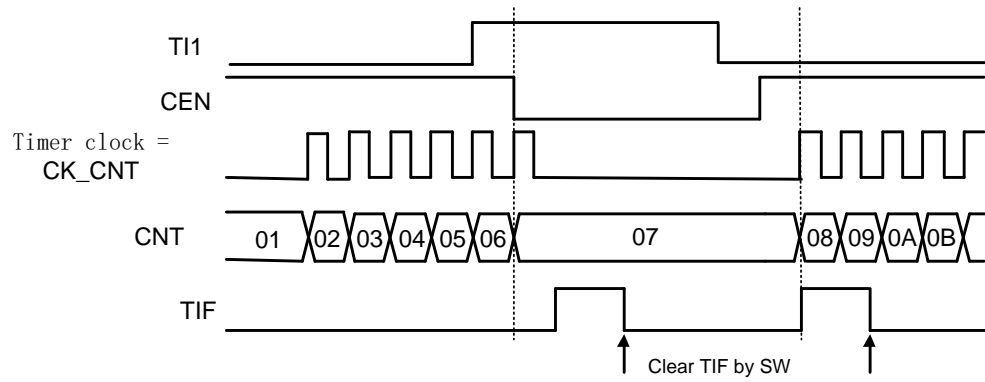 TI1
CEN
Timer clock =
CK_CNT
CNT
01 02 03 04 05 06 07 08 09 0A 0B
TIF
Clear TIF by SW